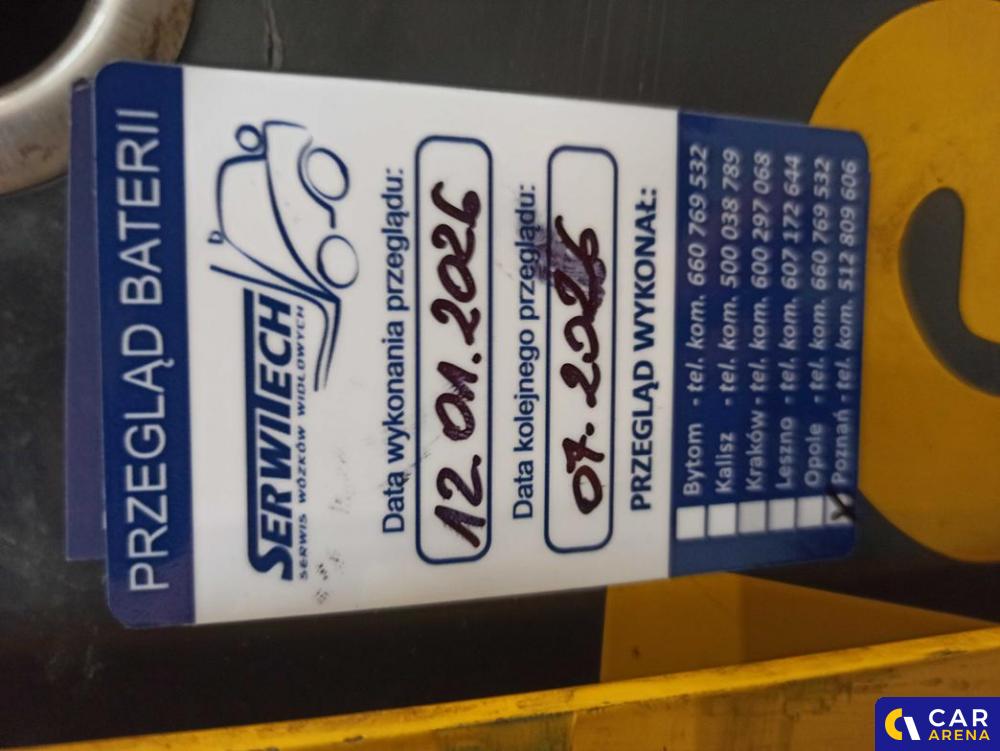 PRZEGLĄD BATERII
SERWIECH
SERWIS WÓZKÓW WIDŁOWYCH
Data wykonania przeglądu:
12.01.2026
Data kolejnego przeglądu:
07.2026
PRZEGLĄD WYKONAŁ:
Bytom - tel. kom. 660 769 532
Kalisz - tel. kom. 500 038 789
Kraków - tel. kom. 600 297 068
Leszno - tel. kom. 607 172 644
Opole - tel. kom. 660 769 532
X Poznań - tel. kom. 512 809 606
CAR
ARENA